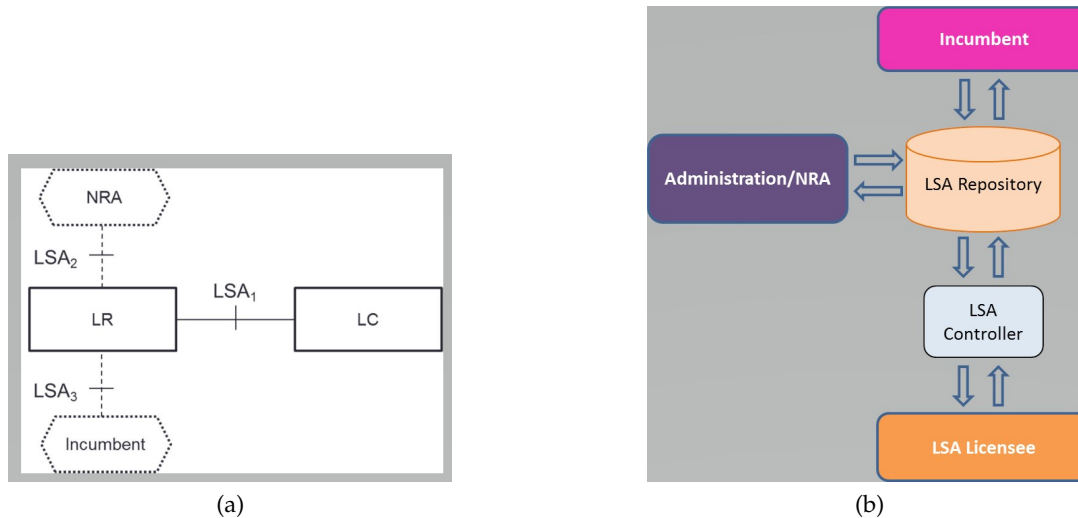 NRA
LSA₂
LSA₁
LR
LC
LSA₃
Incumbent
(a)
Incumbent
Administration/NRA
LSA Repository
LSA
Controller
LSA Licensee
(b)